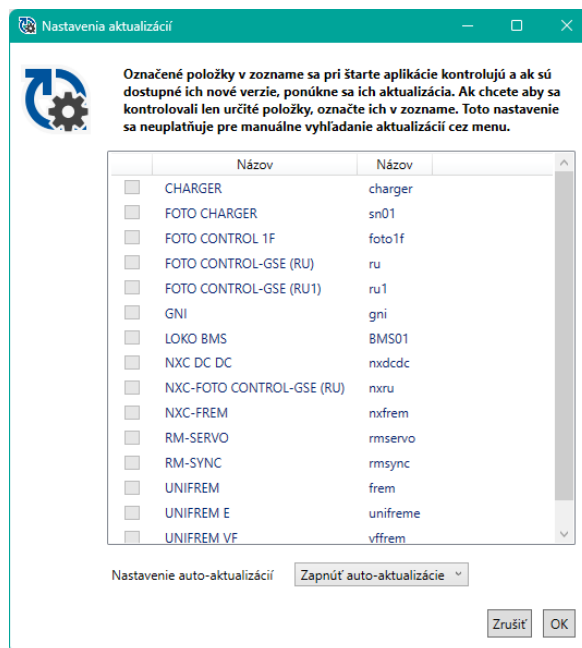 Nastavenia aktualizácií
Označené položky v zozname sa pri štarte aplikácie kontrolujú a ak sú
dostupné ich nové verzie, ponúkne sa ich aktualizácia. Ak chcete aby sa
kontrolovali len určité položky, označte ich v zozname. Toto nastavenie
sa neuplatňuje pre manuálne vyhľadanie aktualizácií cez menu.
Názov Názov
CHARGER charger
FOTO CHARGER sn01
FOTO CONTROL 1F foto1f
FOTO CONTROL-GSE (RU) ru
FOTO CONTROL-GSE (RU1) ru1
GNI gni
LOKO BMS BMS01
NXC DC DC nxdcdc
NXC-FOTO CONTROL-GSE (RU) nxru
NXC-FREM nxfrem
RM-SERVO rmservo
RM-SYNC rmsync
UNIFREM frem
UNIFREM E unifreme
UNIFREM VF vffrem
Nastavenie auto-aktualizácií Zapnúť auto-aktualizácie
Zrušiť OK